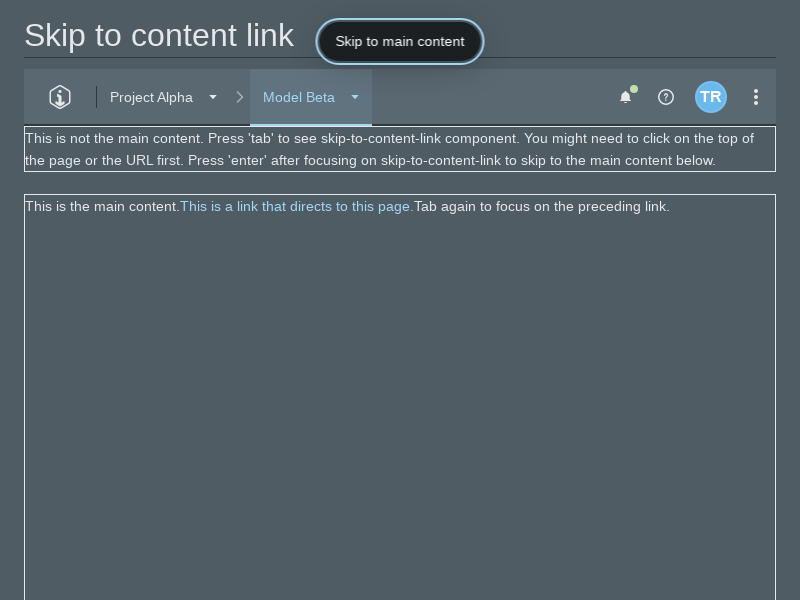 Skip to content link
Skip to main content
Project Alpha
Model Beta
TR
This is not the main content. Press 'tab' to see skip-to-content-link component. You might need to click on the top of
the page or the URL first. Press 'enter' after focusing on skip-to-content-link to skip to the main content below.
This is the main content.This is a link that directs to this page.Tab again to focus on the preceding link.